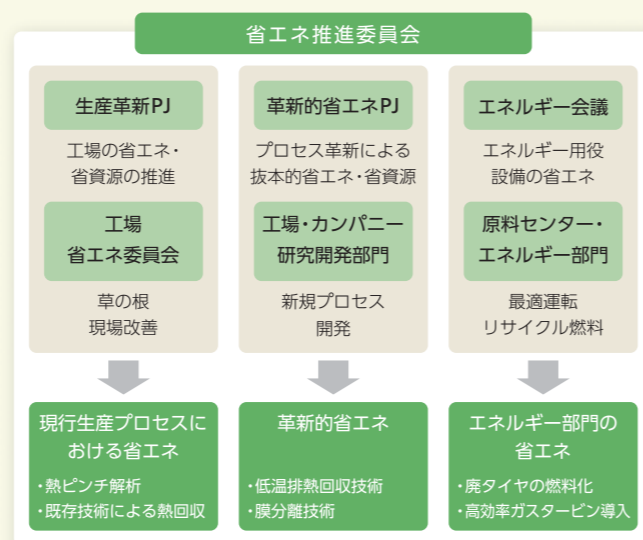 省エネ推進委員会
生産革新PJ
工場の省エネ・
省資源の推進
工場
省エネ委員会
草の根
現場改善
現行生産プロセスに
おける省エネ
・熱ピンチ解析
・既存技術による熱回収
革新的省エネPJ
プロセス革新による
抜本的省エネ・省資源
工場・カンパニー
研究開発部門
新規プロセス
開発
革新的省エネ
・低温排熱回収技術
・膜分離技術
エネルギー会議
エネルギー用役
設備の省エネ
原料センター・
エネルギー部門
最適運転
リサイクル燃料
エネルギー部門の
省エネ
・廃タイヤの燃料化
・高効率ガスタービン導入